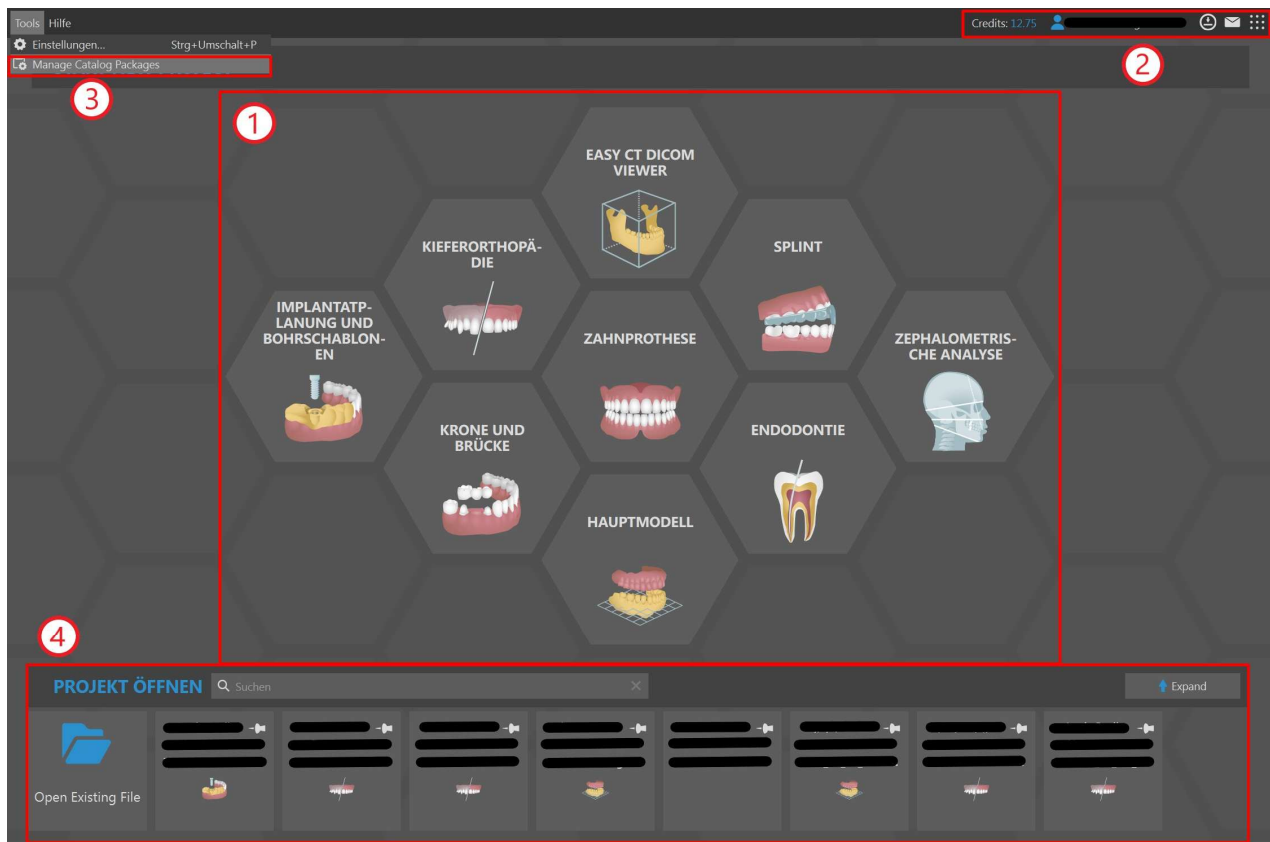 Tools Hilfe
Credits: 12.75
Einstellungen... Strg+Umschalt+P
Manage Catalog Packages
2
3
1
EASY CT DICOM
VIEWER
KIEFERORTHOPÄ-
DIE
SPLINT
IMPLANTATP-
LANUNG UND
BOHRSCHABLON-
EN
ZAHNPROTHESE
ZEPHALOMETRIS-
CHE ANALYSE
KRONE UND
BRÜCKE
ENDODONTIE
HAUPTMODELL
4
PROJEKT ÖFFNEN
Suchen
Expand
Open Existing File